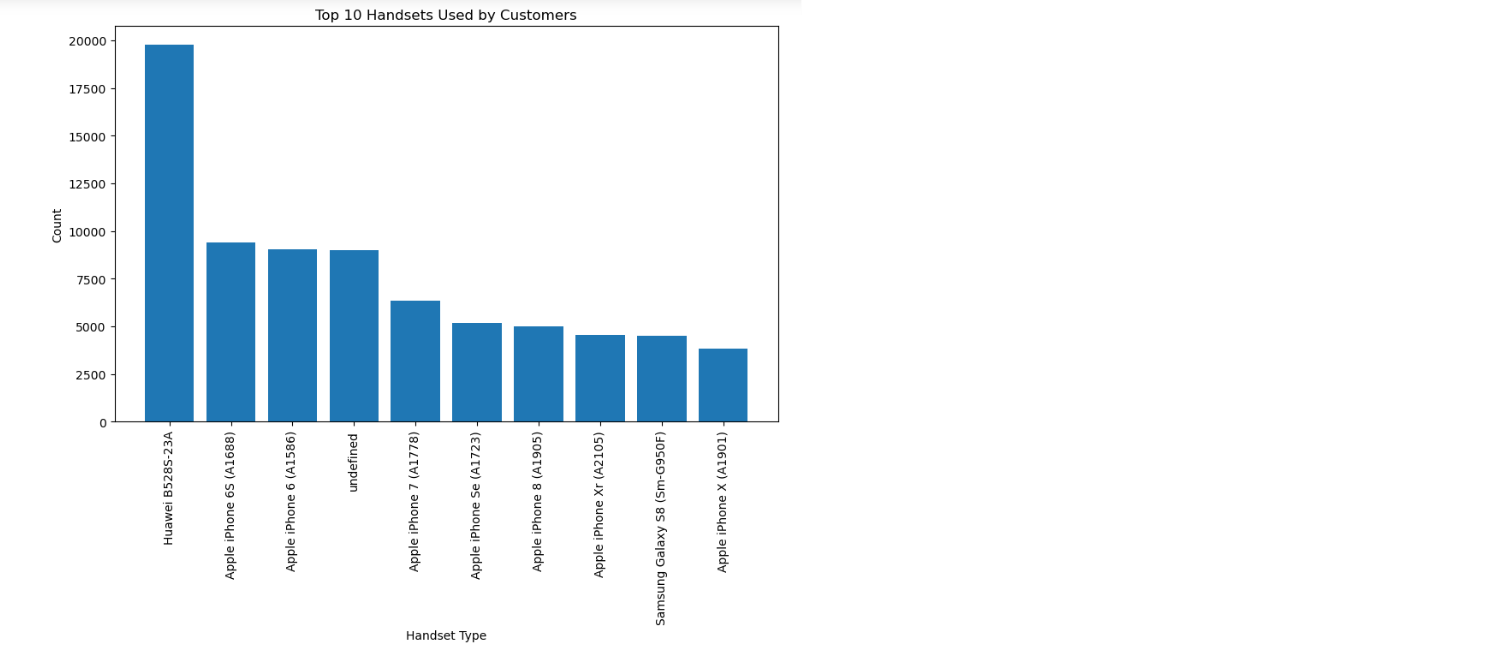 Top 10 Handsets Used by Customers
20000
17500
15000
12500
10000
7500
5000
2500
0
Count
Huawei B528S-23A
Apple iPhone 6S (A1688)
Apple iPhone 6 (A1586)
undefined
Apple iPhone 7 (A1778)
Apple iPhone Se (A1723)
Apple iPhone 8 (A1905)
Apple iPhone Xr (A2105)
Samsung Galaxy S8 (Sm-G950F)
Apple iPhone X (A1901)
Handset Type